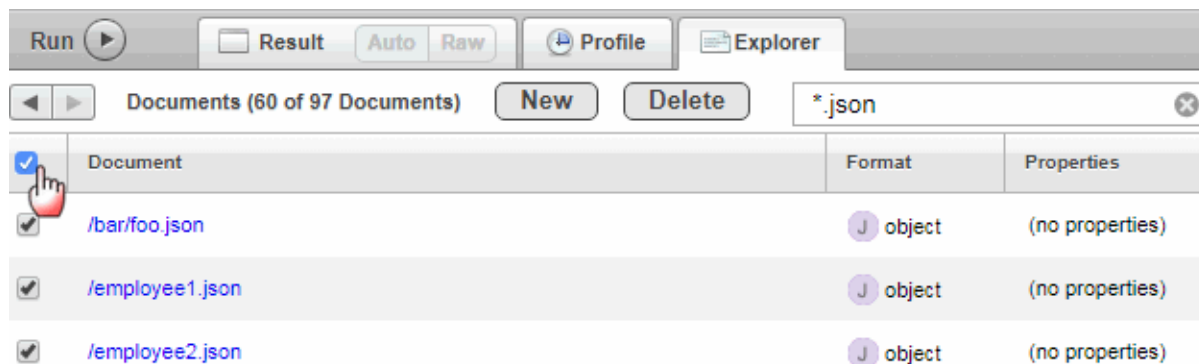 Run Result Auto Raw Profile Explorer
Documents (60 of 97 Documents) New Delete *.json
Document Format Properties
/bar/foo.json J object (no properties)
/employee1.json J object (no properties)
/employee2.json J object (no properties)